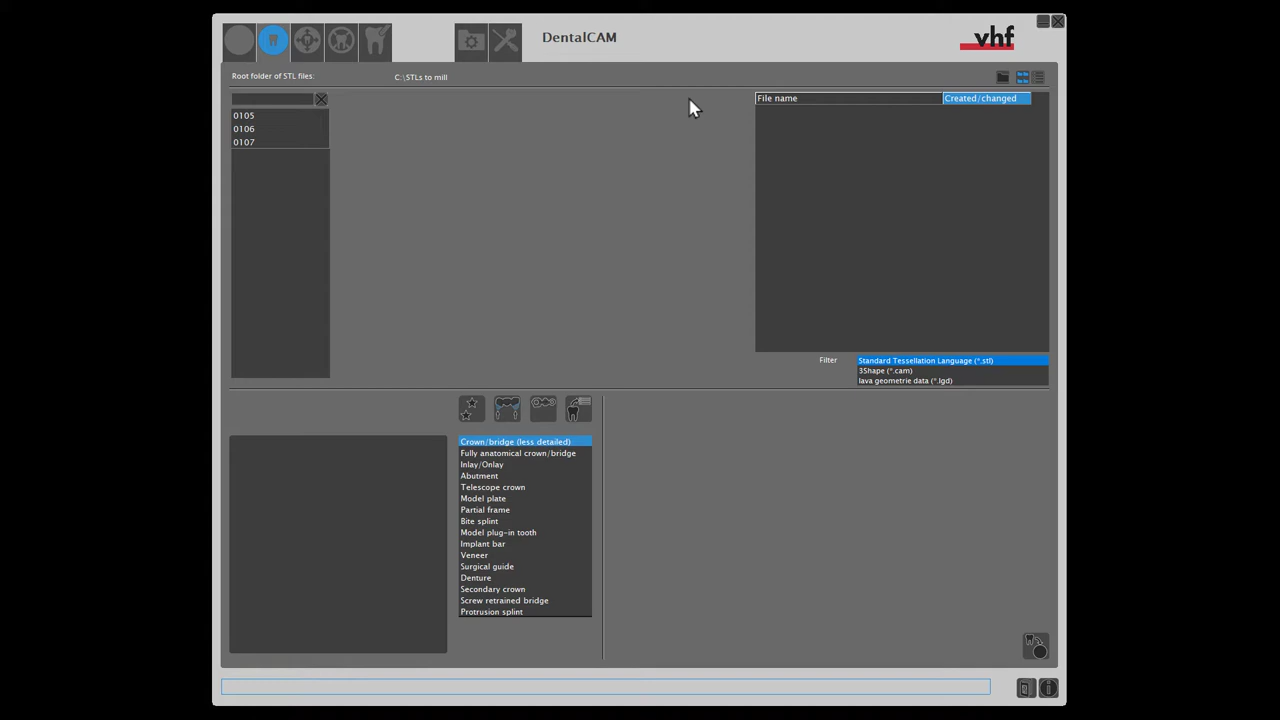 DentalCAM
vhf
Root folder of STL files:
C:\STLs to mill
File name
Created/changed
0105
0106
0107
Filter
Standard Tessellation Language (*.stl)
3Shape (*.cam)
lava geometrie data (*.lgd)
Crown/bridge (less detailed)
Fully anatomical crown/bridge
Inlay/Onlay
Abutment
Telescope crown
Model plate
Partial frame
Bite splint
Model plug-in tooth
Implant bar
Veneer
Surgical guide
Denture
Secondary crown
Screw retrained bridge
Protrusion splint